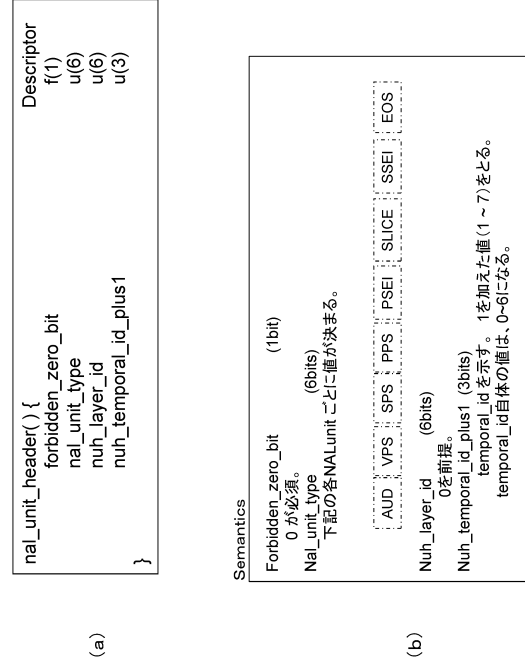 (a)
nal_unit_header( ) { Descriptor
forbidden_zero_bit f(1)
nal_unit_type u(6)
nuh_layer_id u(6)
nuh_temporal_id_plus1 u(3)
}
(b)
Semantics
Forbidden_zero_bit (1bit)
0 が必須。
Nal_unit_type (6bits)
下記の各NALunit ごとに値が決まる。
AUD VPS SPS PPS PSEI SLICE SSEI EOS
Nuh_layer_id (6bits)
0を前提。
Nuh_temporal_id_plus1 (3bits)
temporal_id を示す。 1を加えた値(1 ~ 7)をとる。
temporal_id自体の値は、0~6になる。